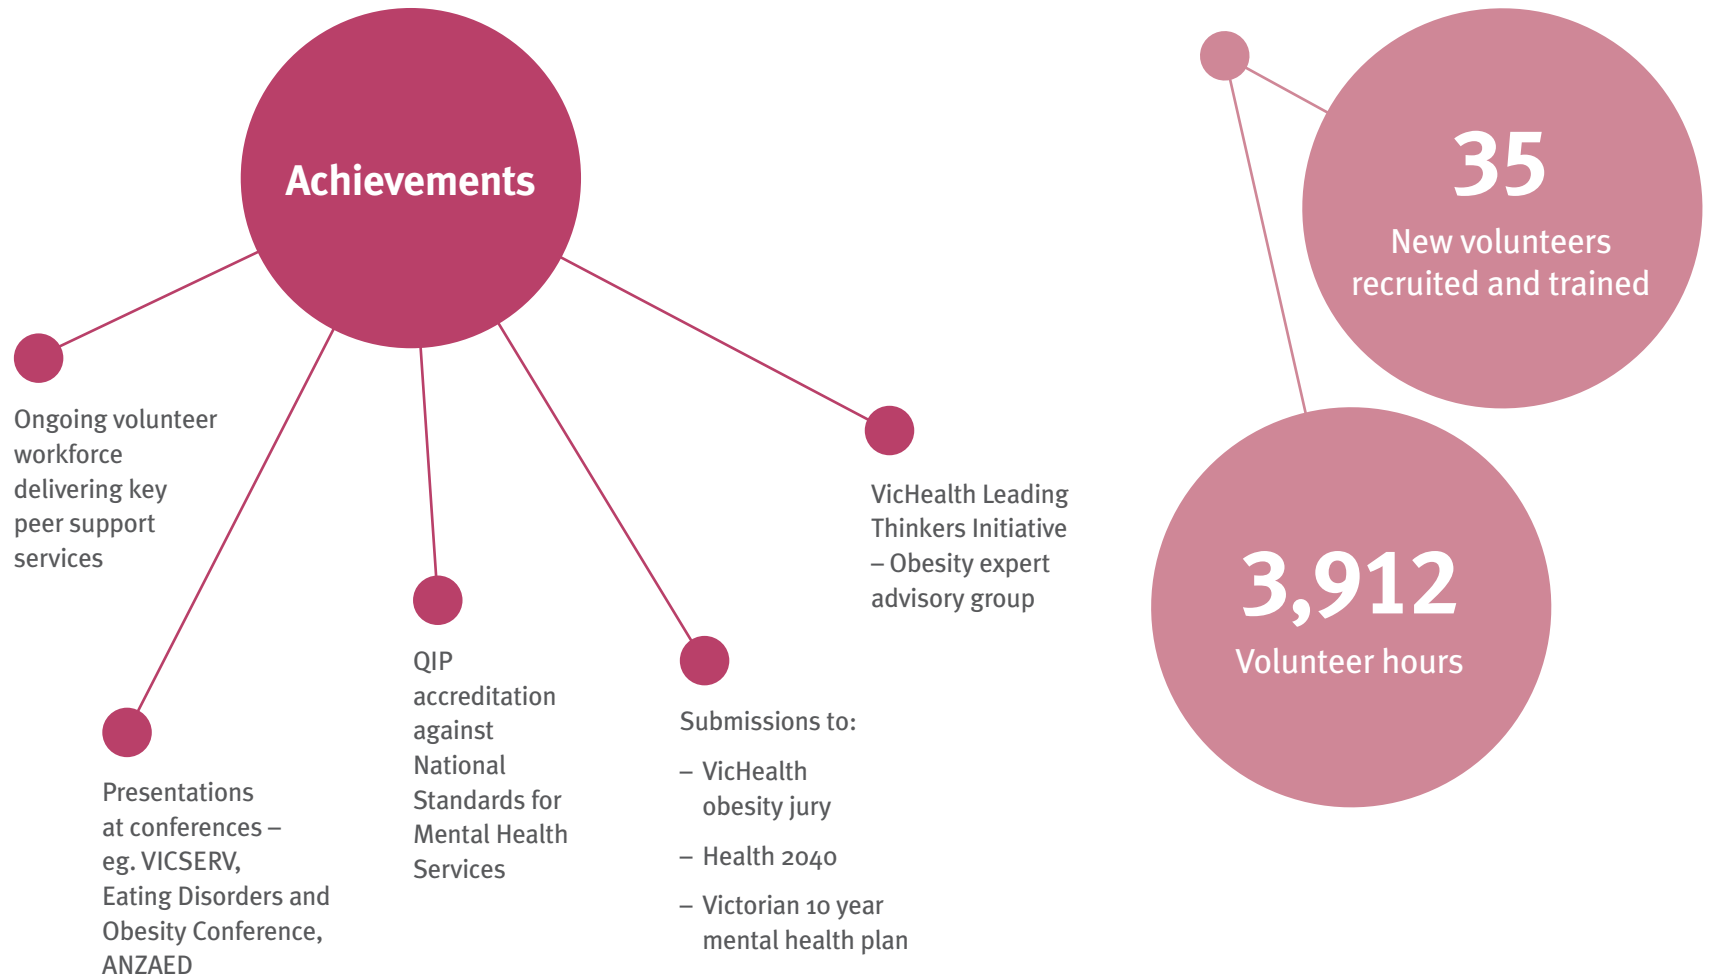 Achievements
Ongoing volunteer
workforce
delivering key
peer support
services
Presentations
at conferences –
eg. VICSERV,
Eating Disorders and
Obesity Conference,
ANZAED
QIP
accreditation
against
National
Standards for
Mental Health
Services
Submissions to:
– VicHealth
obesity jury
– Health 2040
– Victorian 10 year
mental health plan
VicHealth Leading
Thinkers Initiative
– Obesity expert
advisory group
35
New volunteers
recruited and trained
3,912
Volunteer hours